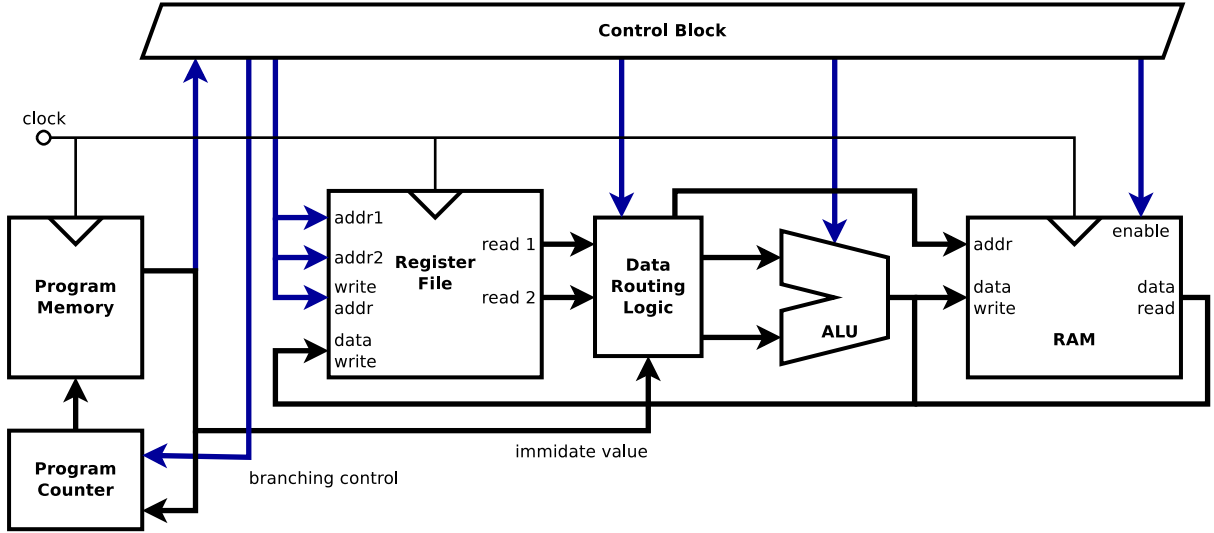 Control Block
clock
addr1
addr2
write
addr
data
write
Register
File
read 1
read 2
Program
Memory
Data
Routing
Logic
ALU
addr
data
write
enable
data
read
RAM
Program
Counter
immidate value
branching control